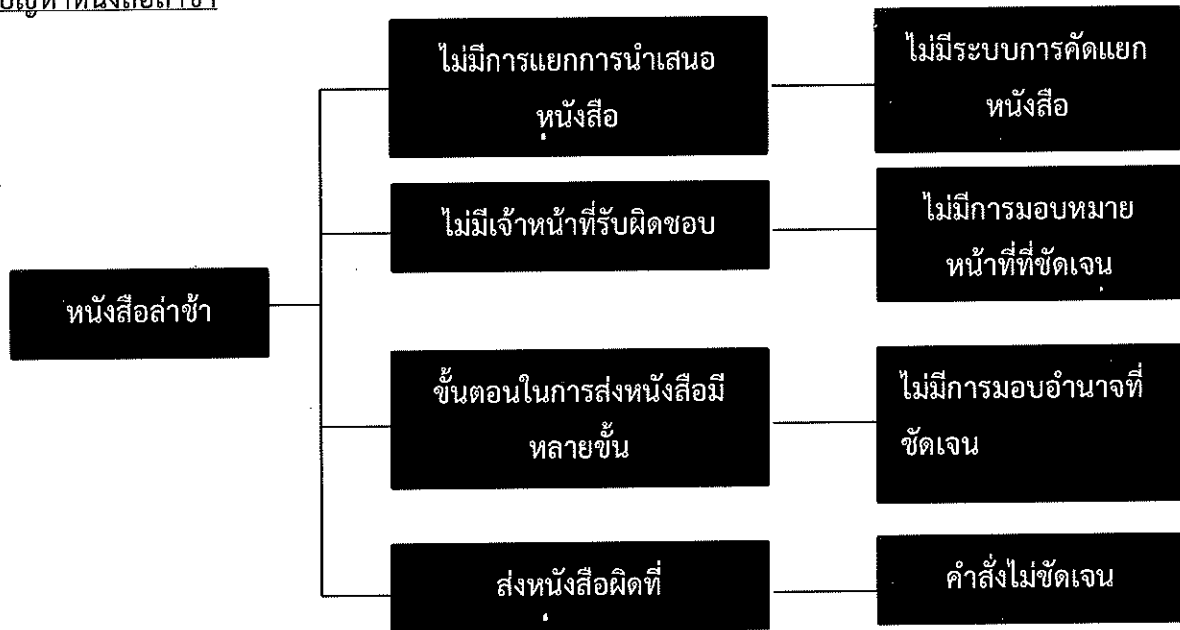 ไม่มีการแยกการนำเสนอ
หนังสือ
ไม่มีระบบการคัดแยก
หนังสือ
ไม่มีเจ้าหน้าที่รับผิดชอบ
ไม่มีการมอบหมาย
หน้าที่ที่ชัดเจน
หนังสือล่าช้า
ขั้นตอนในการส่งหนังสือมี
หลายขั้น
ไม่มีการมอบอำนาจที่
ชัดเจน
ส่งหนังสือผิดที่
คำสั่งไม่ชัดเจน